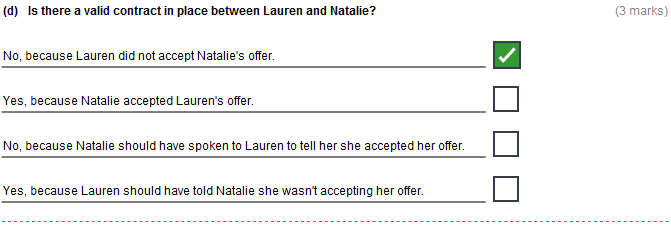 (d) Is there a valid contract in place between Lauren and Natalie? (3 marks)
No, because Lauren did not accept Natalie's offer.
Yes, because Natalie accepted Lauren's offer.
No, because Natalie should have spoken to Lauren to tell her she accepted her offer.
Yes, because Lauren should have told Natalie she wasn't accepting her offer.